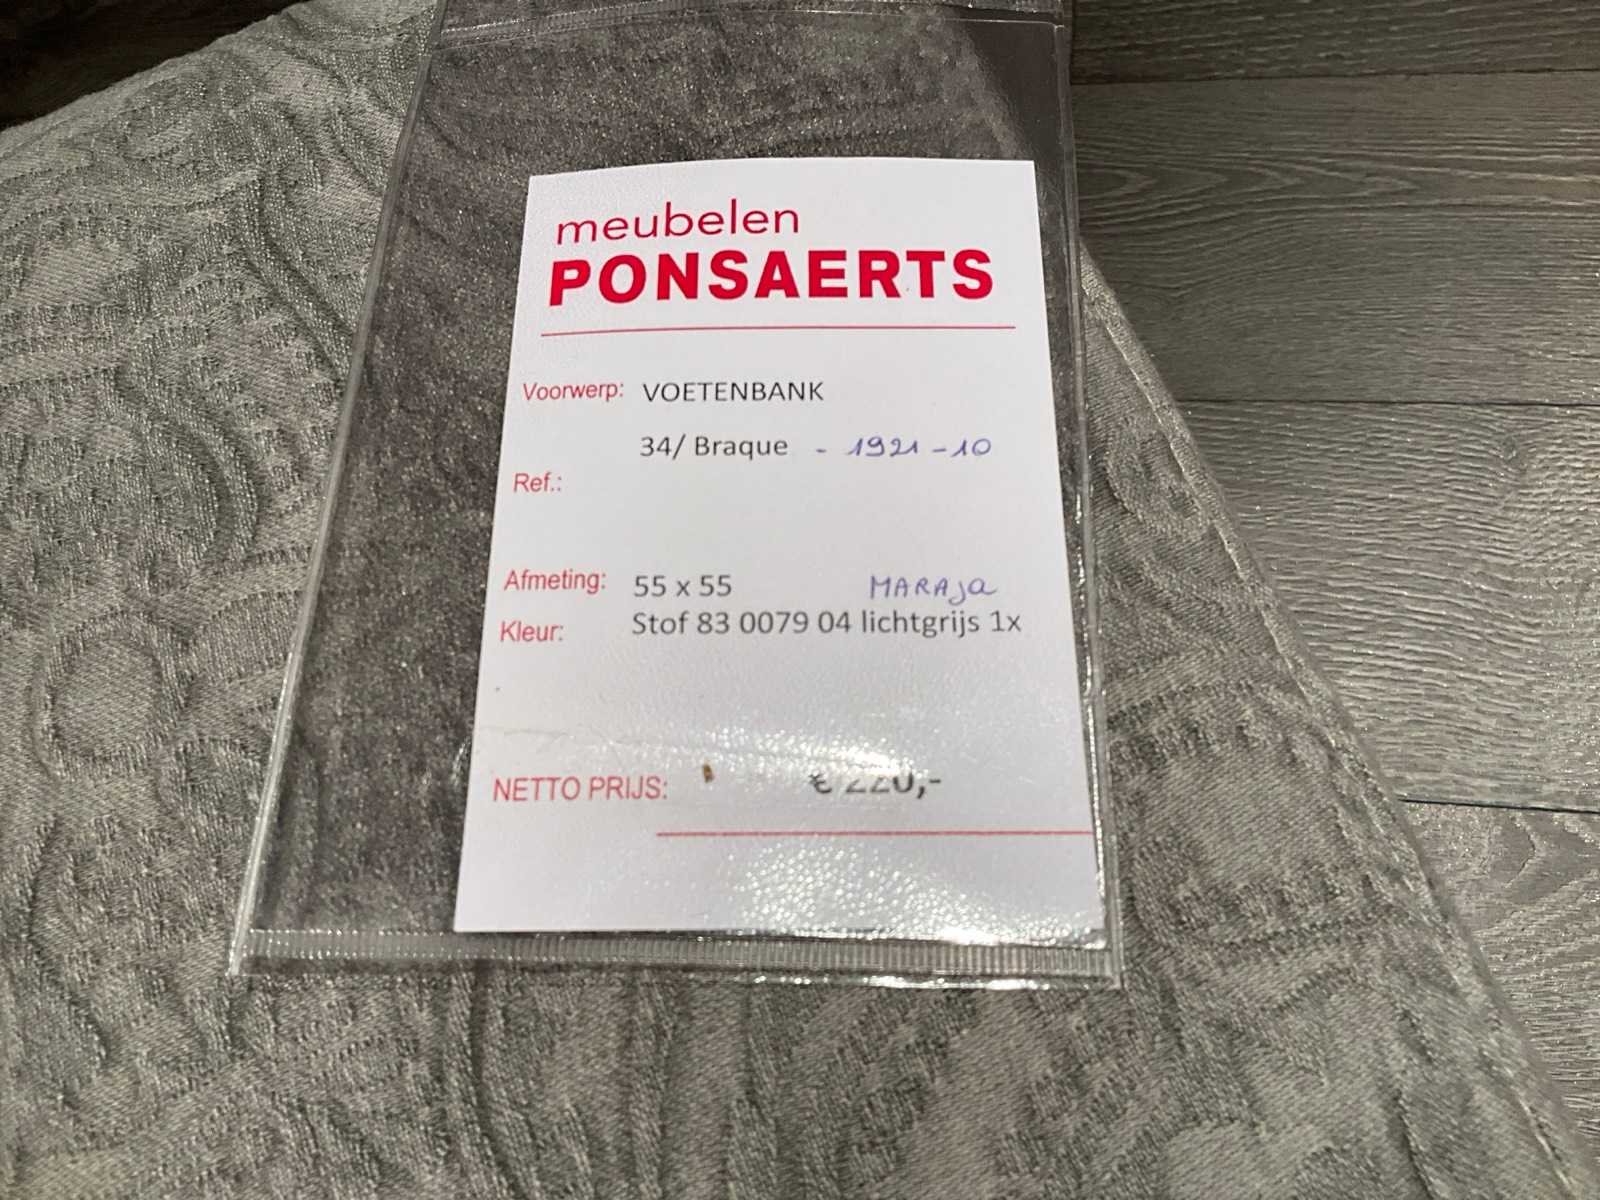 meubelen
PONSAERTS
Voorwerp: VOETENBANK
34/ Braque - 1921-10
Ref.:
Afmeting: 55 x 55 MARAja
Kleur: Stof 83 0079 04 lichtgrijs 1x
NETTO PRIJS: € 220,-